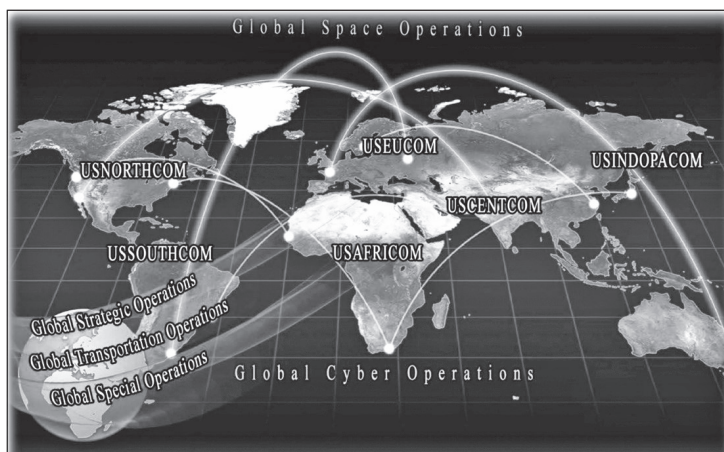 Global Space Operations
USEUCOM
USNORTHCOM
USINDOPACOM
USCENTCOM
USSOUTHCOM
USAFRICOM
Global Strategic Operations
Global Transportation Operations
Global Special Operations
Global Cyber Operations